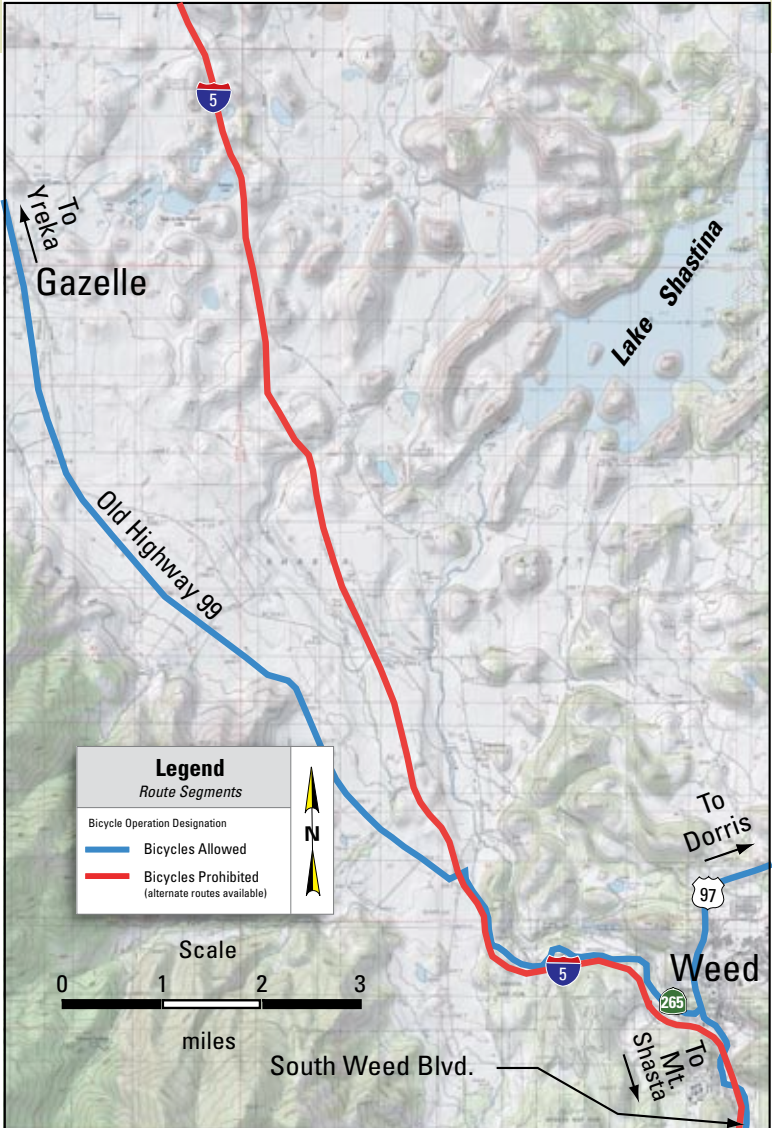 5
To
Yreka
Gazelle
Lake Shastina
Old Highway 99
Legend
Route Segments
Bicycle Operation Designation
Bicycles Allowed
Bicycles Prohibited
(alternate routes available)
N
To
Dorris
97
Weed
5
265
Scale
0 1 2 3
miles
To
Mt.
Shasta
South Weed Blvd.